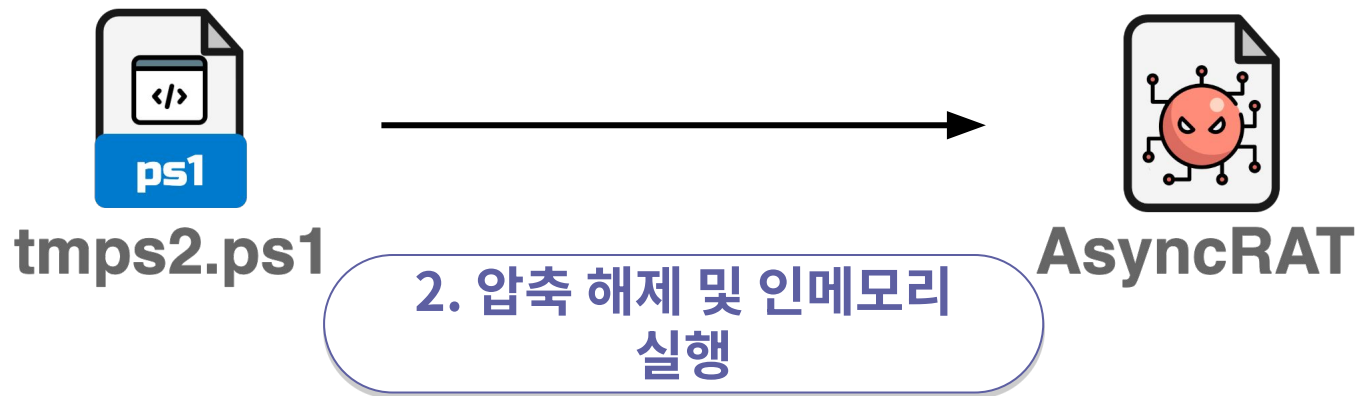 </>
ps1
tmps2.ps1
AsyncRAT
2. 압축 해제 및 인메모리
실행